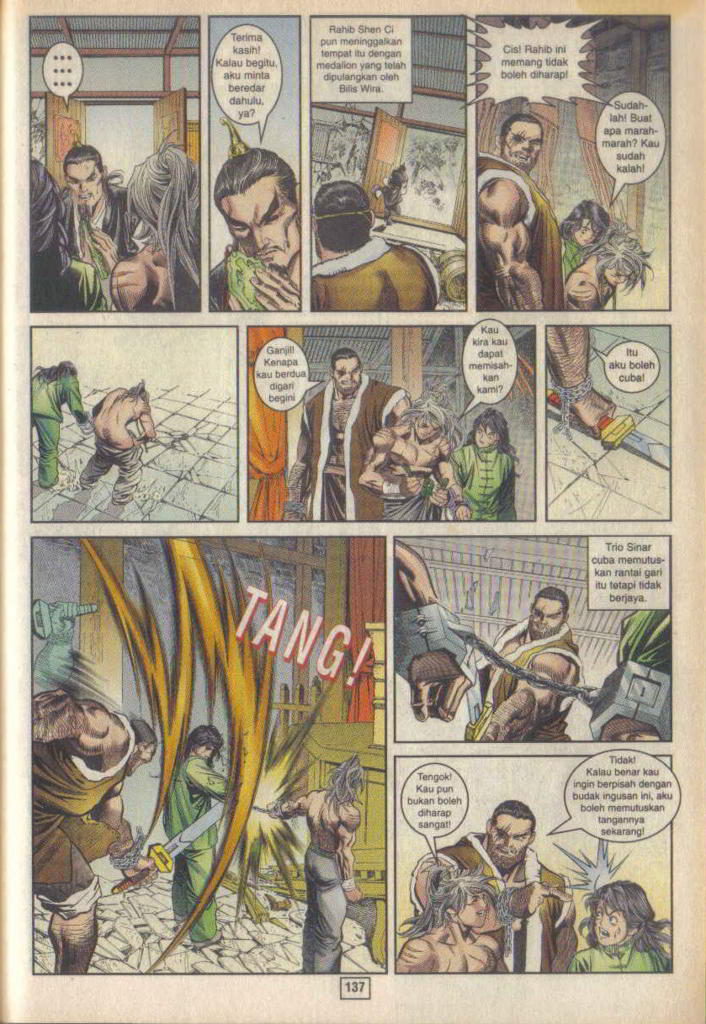 Terima
kasih!
Kalau begitu,
aku minta
beredar
dahulu,
ya?
Rahib Shen Ci
pun meninggalkan
tempat itu dengan
medalion yang telah
dipulangkan oleh
Bilis Wira.
Cis! Rahib ini
memang tidak
boleh diharap!
Sudah-
lah! Buat
apa marah-
marah? Kau
sudah
kalah!
Ganjil!
Kenapa
kau berdua
digari
begini
Kau
kira kau
dapat
memisah-
kan
kami?
Itu
aku boleh
cuba!
TANG!
Trio Sinar
cuba memutus-
kan rantai gari
itu tetapi tidak
berjaya.
Tengok!
Kau pun
bukan boleh
diharap
sangat!
Tidak!
Kalau benar kau
ingin berpisah dengan
budak ingusan ini, aku
boleh memutuskan
tangannya
sekarang!
137